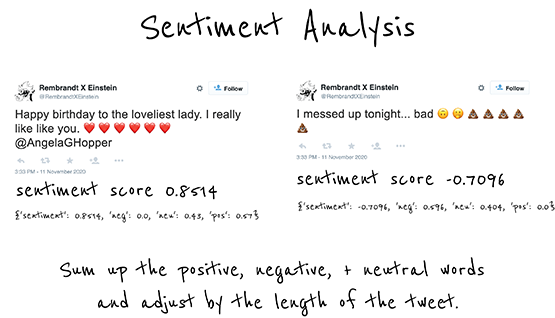 Sentiment Analysis
Rembrandt X Einstein
@RembrandtXEinstein
Follow
Happy birthday to the loveliest lady. I really
like like you. ❤️❤️❤️❤️❤️❤️
@AngelaGHopper
3:33 PM - 11 November 2020
sentiment score 0.8514
{'sentiment': 0.8514, 'neg': 0.0, 'neu': 0.43, 'pos': 0.57}
Rembrandt X Einstein
@RembrandtXEinstein
Follow
I messed up tonight... bad 🙃🤭💩💩💩💩
💩
3:33 PM - 11 November 2020
sentiment score -0.7096
{'sentiment': -0.7096, 'neg': 0.596, 'neu': 0.404, 'pos': 0.0}
Sum up the positive, negative, + neutral words
and adjust by the length of the tweet.